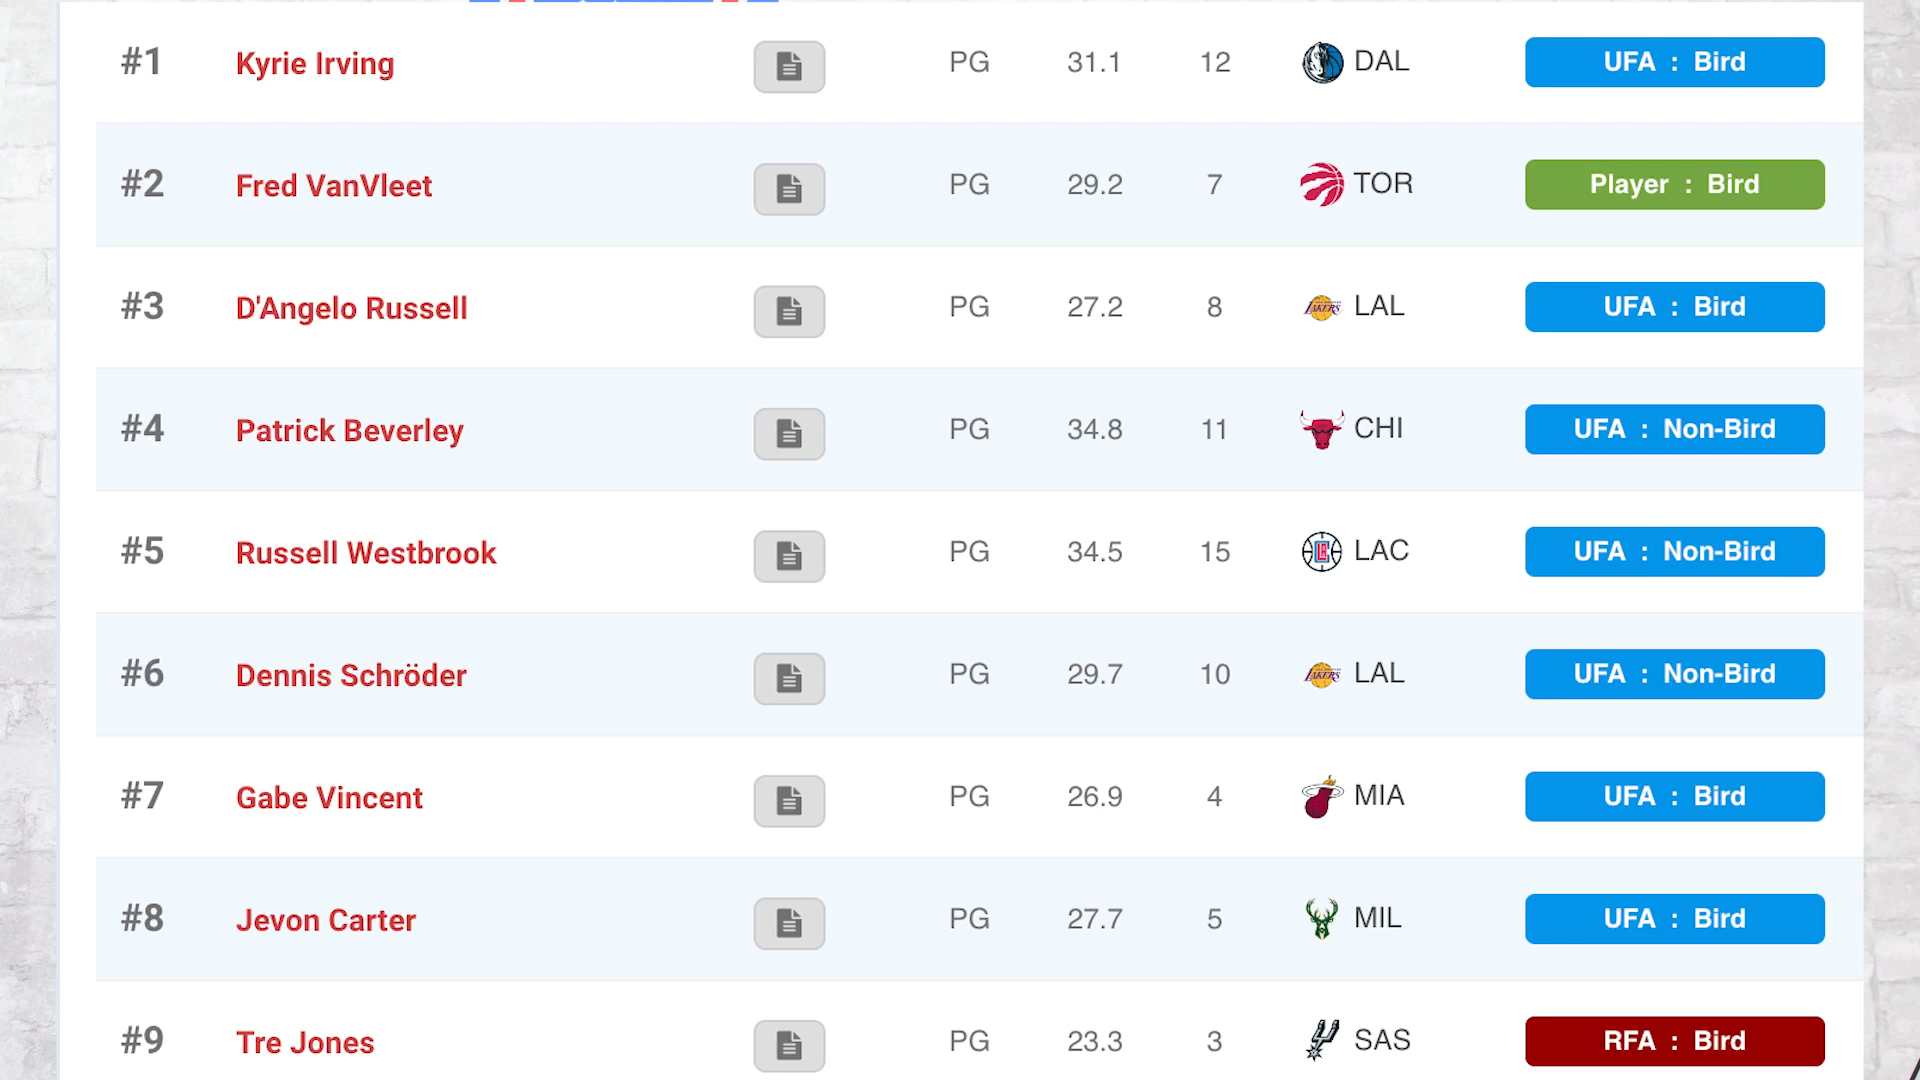 #1 Kyrie Irving PG 31.1 12 DAL UFA : Bird
#2 Fred VanVleet PG 29.2 7 TOR Player : Bird
#3 D'Angelo Russell PG 27.2 8 LAKERS LAL UFA : Bird
#4 Patrick Beverley PG 34.8 11 CHI UFA : Non-Bird
#5 Russell Westbrook PG 34.5 15 LAC UFA : Non-Bird
#6 Dennis Schröder PG 29.7 10 LAKERS LAL UFA : Non-Bird
#7 Gabe Vincent PG 26.9 4 MIA UFA : Bird
#8 Jevon Carter PG 27.7 5 MIL UFA : Bird
#9 Tre Jones PG 23.3 3 SAS RFA : Bird